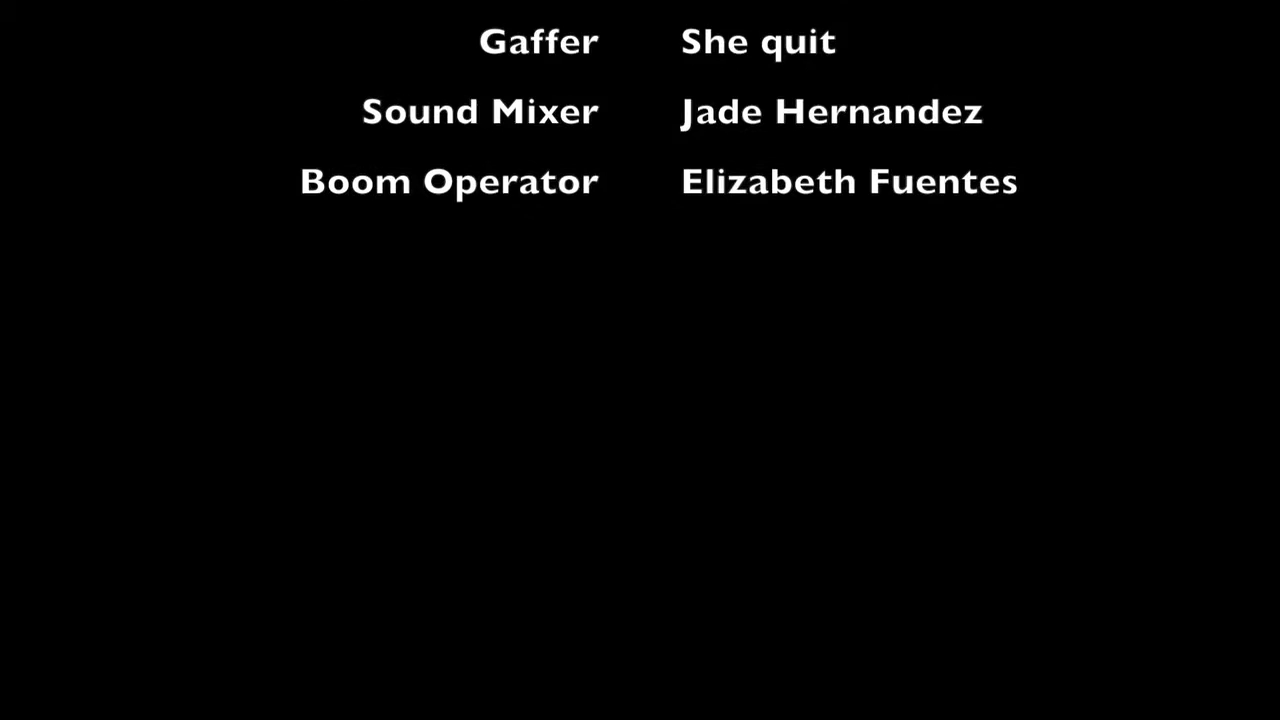 Gaffer She quit
Sound Mixer Jade Hernandez
Boom Operator Elizabeth Fuentes